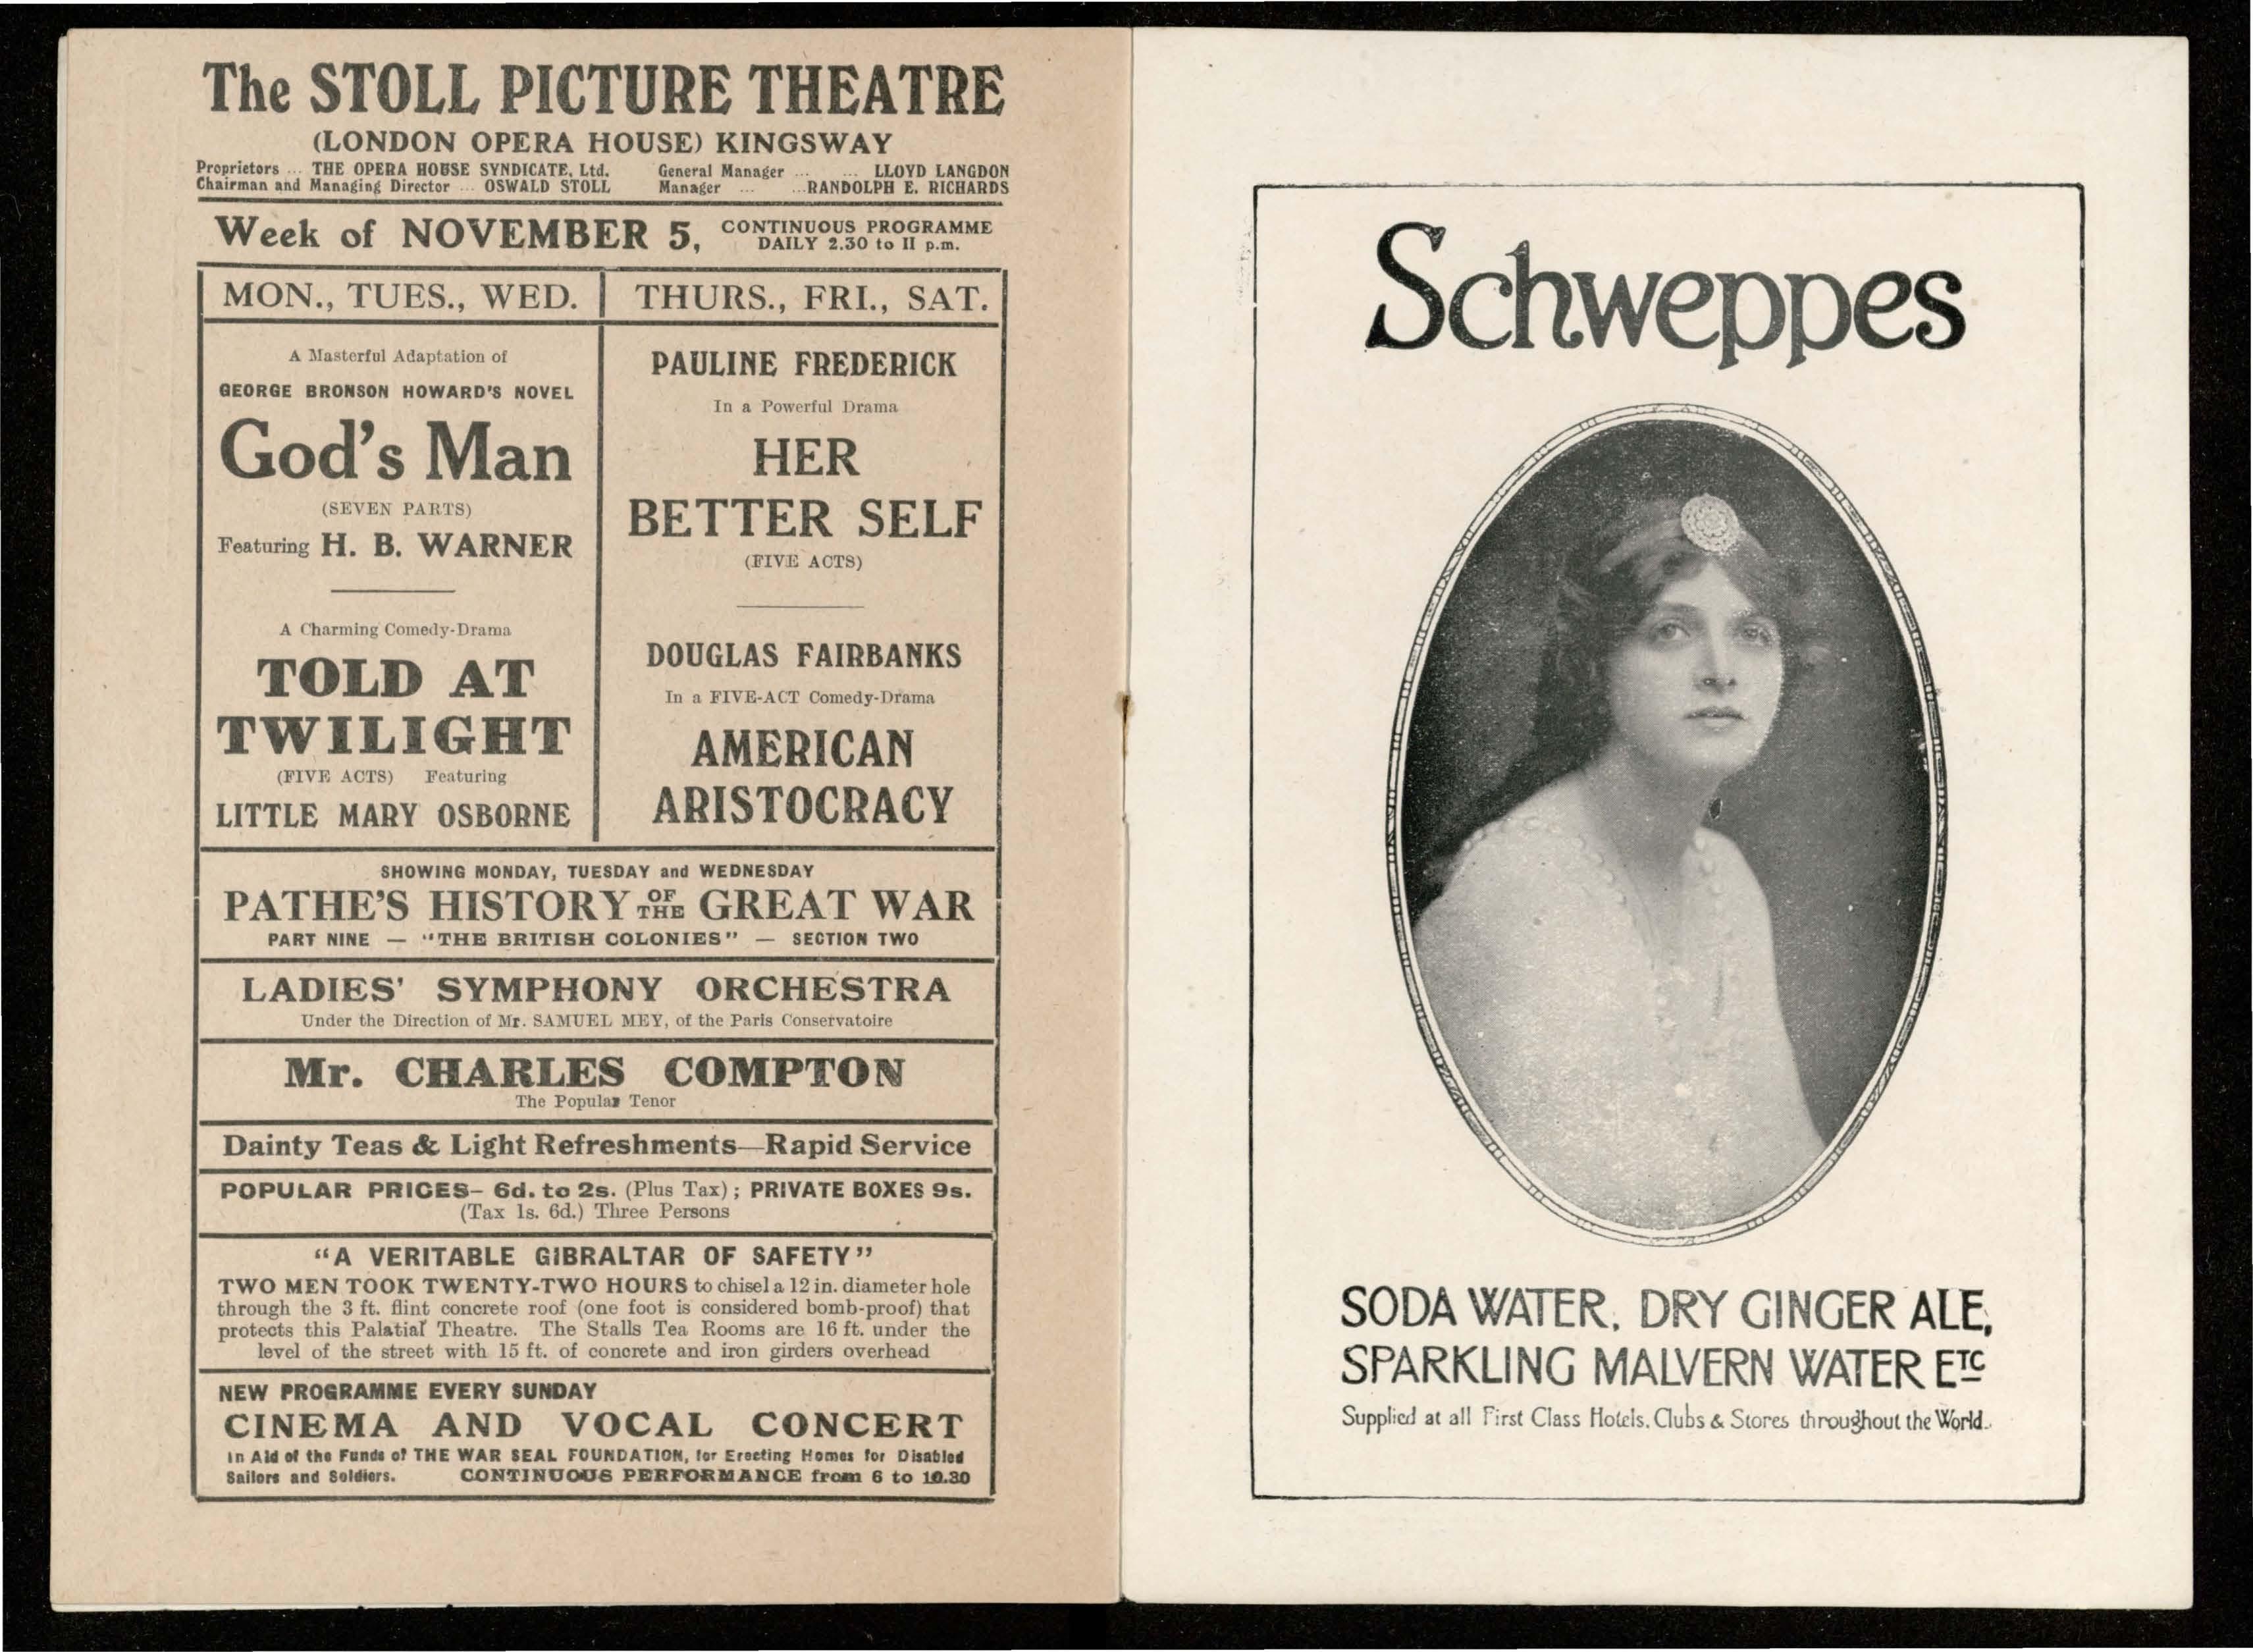 The STOLL PICTURE THEATRE
(LONDON OPERA HOUSE) KINGSWAY
Proprietors ... THE OPERA HOUSE SYNDICATE, Ltd. General Manager ... ... LLOYD LANGDON
Chairman and Managing Director ... OSWALD STOLL Manager ... ...RANDOLPH E. RICHARDS
Week of NOVEMBER 5, CONTINUOUS PROGRAMME
DAILY 2.30 to II p.m.
MON., TUES., WED.
A Masterful Adaptation of
GEORGE BRONSON HOWARD'S NOVEL
God's Man
(SEVEN PARTS)
Featuring H. B. WARNER
A Charming Comedy-Drama
TOLD AT
TWILIGHT
(FIVE ACTS) Featuring
LITTLE MARY OSBORNE
THURS., FRI., SAT.
PAULINE FREDERICK
In a Powerful Drama
HER
BETTER SELF
(FIVE ACTS)
DOUGLAS FAIRBANKS
In a FIVE-ACT Comedy-Drama
AMERICAN
ARISTOCRACY
SHOWING MONDAY, TUESDAY and WEDNESDAY
PATHE'S HISTORY OF THE GREAT WAR
PART NINE — "THE BRITISH COLONIES" — SECTION TWO
LADIES' SYMPHONY ORCHESTRA
Under the Direction of Mr. SAMUEL MEY, of the Paris Conservatoire
Mr. CHARLES COMPTON
The Popular Tenor
Dainty Teas & Light Refreshments—Rapid Service
POPULAR PRICES– 6d. to 2s. (Plus Tax) ; PRIVATE BOXES 9s.
(Tax 1s. 6d.) Three Persons
"A VERITABLE GIBRALTAR OF SAFETY"
TWO MEN TOOK TWENTY-TWO HOURS to chisel a 12 in. diameter hole
through the 3 ft. flint concrete roof (one foot is considered bomb-proof) that
protects this Palatial Theatre. The Stalls Tea Rooms are 16 ft. under the
level of the street with 15 ft. of concrete and iron girders overhead
NEW PROGRAMME EVERY SUNDAY
CINEMA AND VOCAL CONCERT
In Aid of the Funds of THE WAR SEAL FOUNDATION, for Erecting Homes for Disabled
Sailors and Soldiers. CONTINUOUS PERFORMANCE from 6 to 10.30
Schweppes
SODA WATER, DRY GINGER ALE,
SPARKLING MALVERN WATER ETC
Supplied at all First Class Hotels, Clubs & Stores throughout the World.